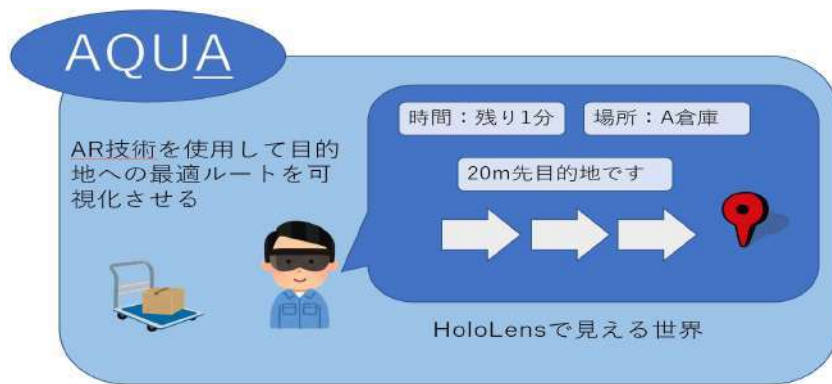 AQUA
AR技術を使用して目的
地への最適ルートを可
視化させる
時間：残り1分
場所：A倉庫
20m先目的地です
HoloLensで見える世界